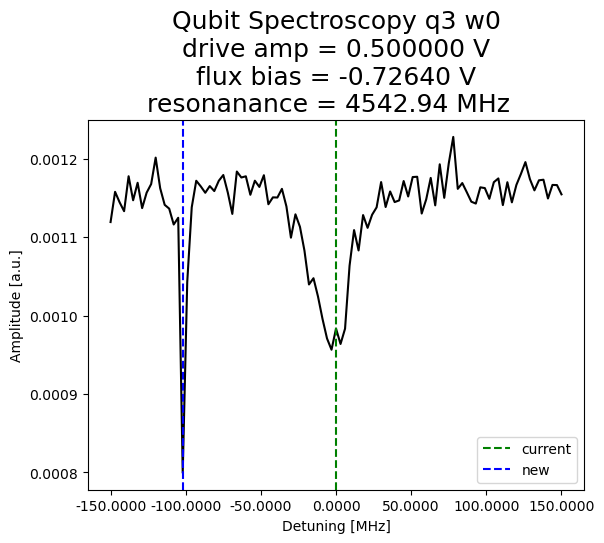 Qubit Spectroscopy q3 w0
drive amp = 0.500000 V
flux bias = -0.72640 V
resonanance = 4542.94 MHz
0.0012
0.0011
0.0010
0.0009
0.0008
Amplitude [a.u.]
current
new
-150.0000 -100.0000 -50.0000 0.0000 50.0000 100.0000 150.0000
Detuning [MHz]